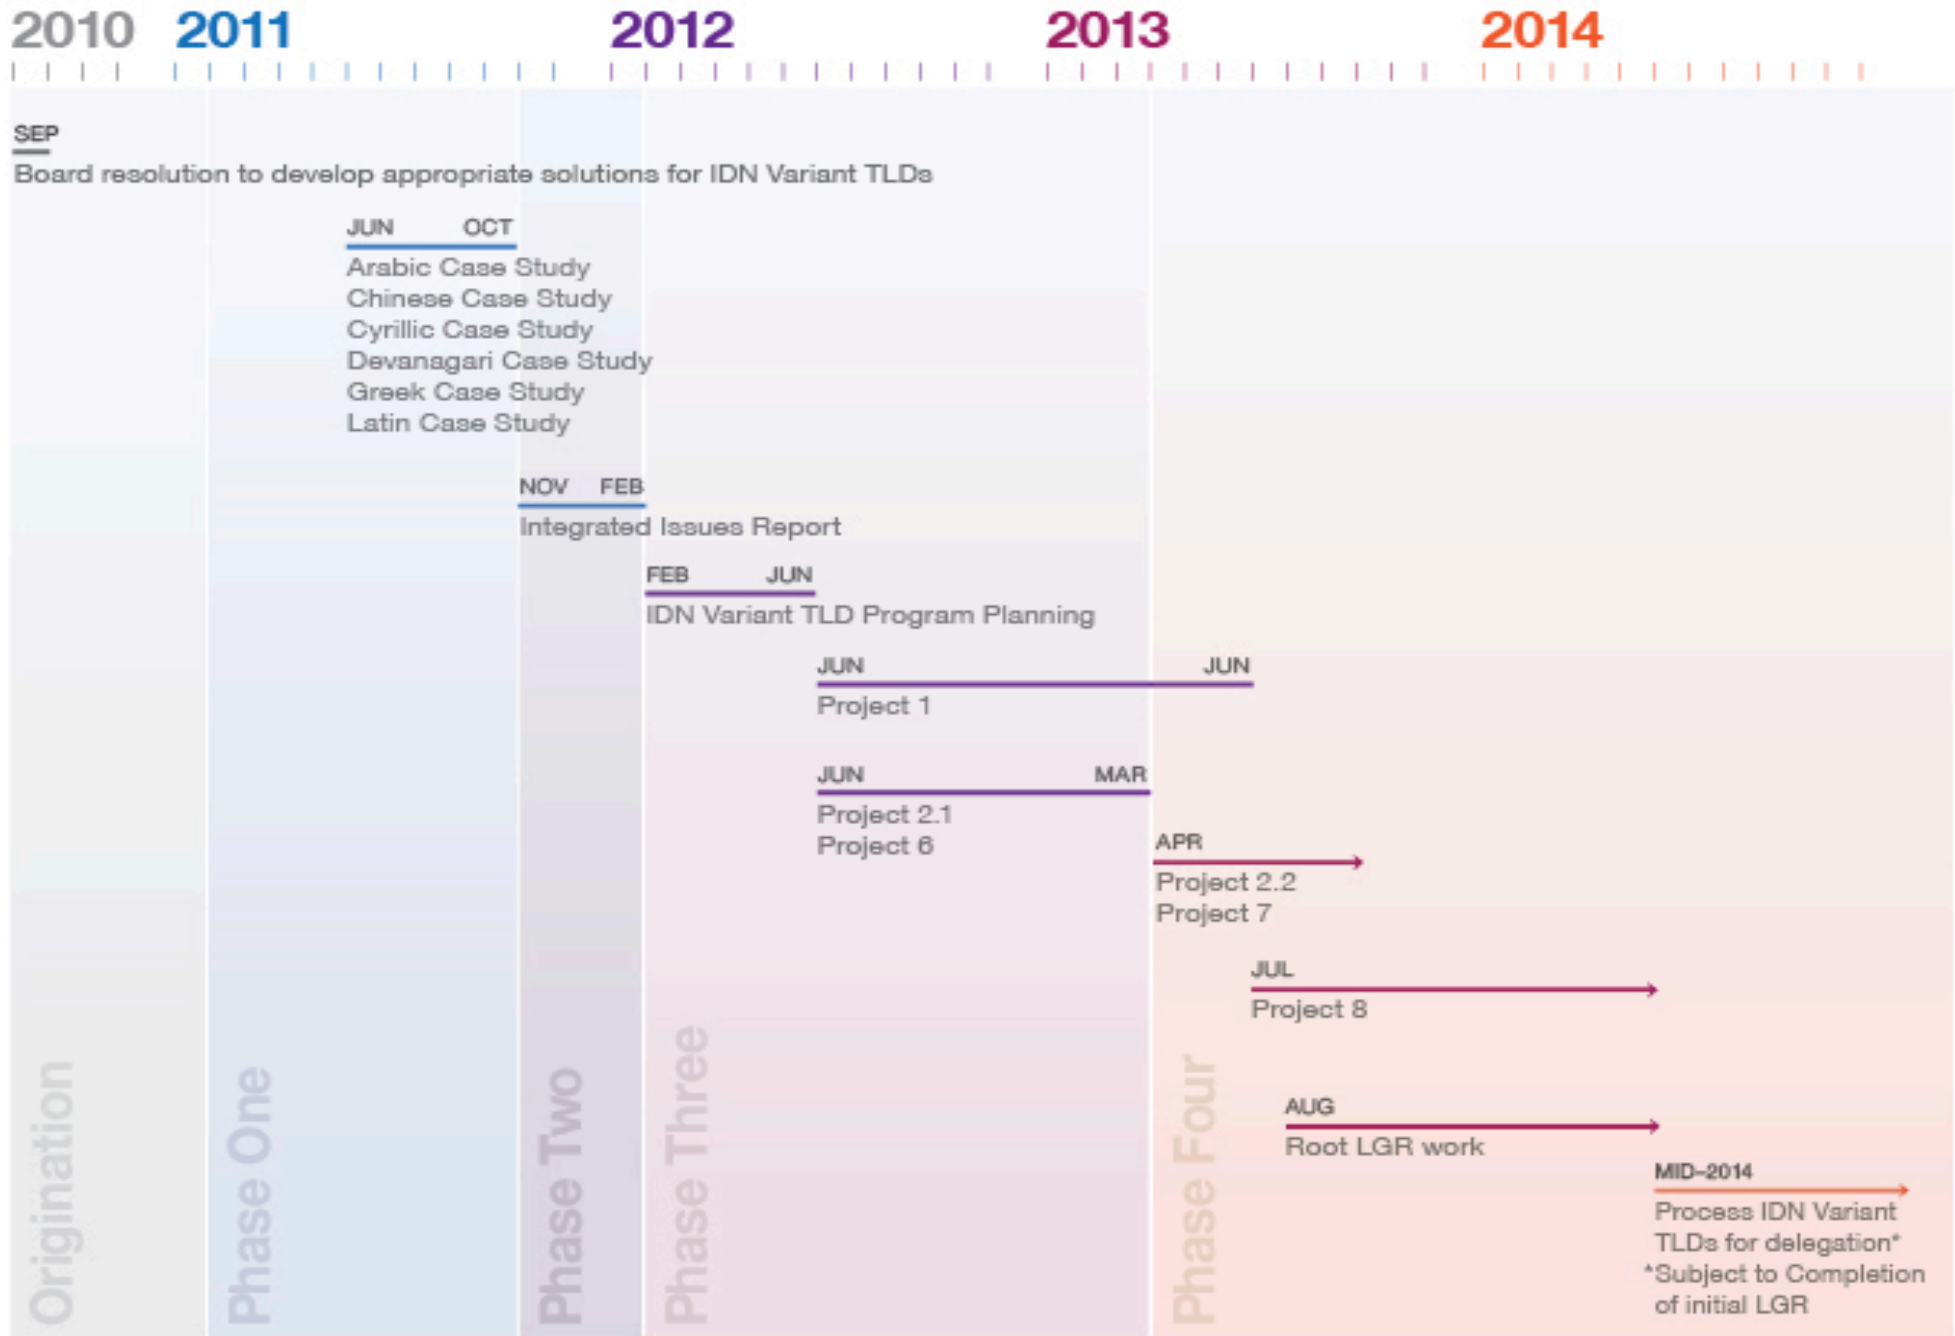 2010 2011 2012 2013 2014
SEP
Board resolution to develop appropriate solutions for IDN Variant TLDs
JUN OCT
Arabic Case Study
Chinese Case Study
Cyrillic Case Study
Devanagari Case Study
Greek Case Study
Latin Case Study
NOV FEB
Integrated Issues Report
FEB JUN
IDN Variant TLD Program Planning
JUN JUN
Project 1
JUN MAR
Project 2.1
Project 6
APR
Project 2.2
Project 7
JUL
Project 8
AUG
Root LGR work
MID–2014
Process IDN Variant
TLDs for delegation*
*Subject to Completion
of initial LGR
Origination
Phase One
Phase Two
Phase Three
Phase Four